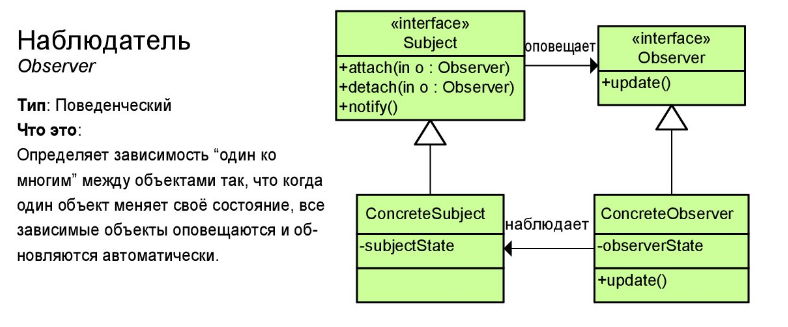 Наблюдатель
Observer
Тип: Поведенческий
Что это:
Определяет зависимость “один ко
многим” между объектами так, что когда
один объект меняет своё состояние, все
зависимые объекты оповещаются и об-
новляются автоматически.
«interface»
Subject
+attach(in o : Observer)
+detach(in o : Observer)
+notify()
оповещает
«interface»
Observer
+update()
ConcreteSubject
-subjectState
наблюдает
ConcreteObserver
-observerState
+update()